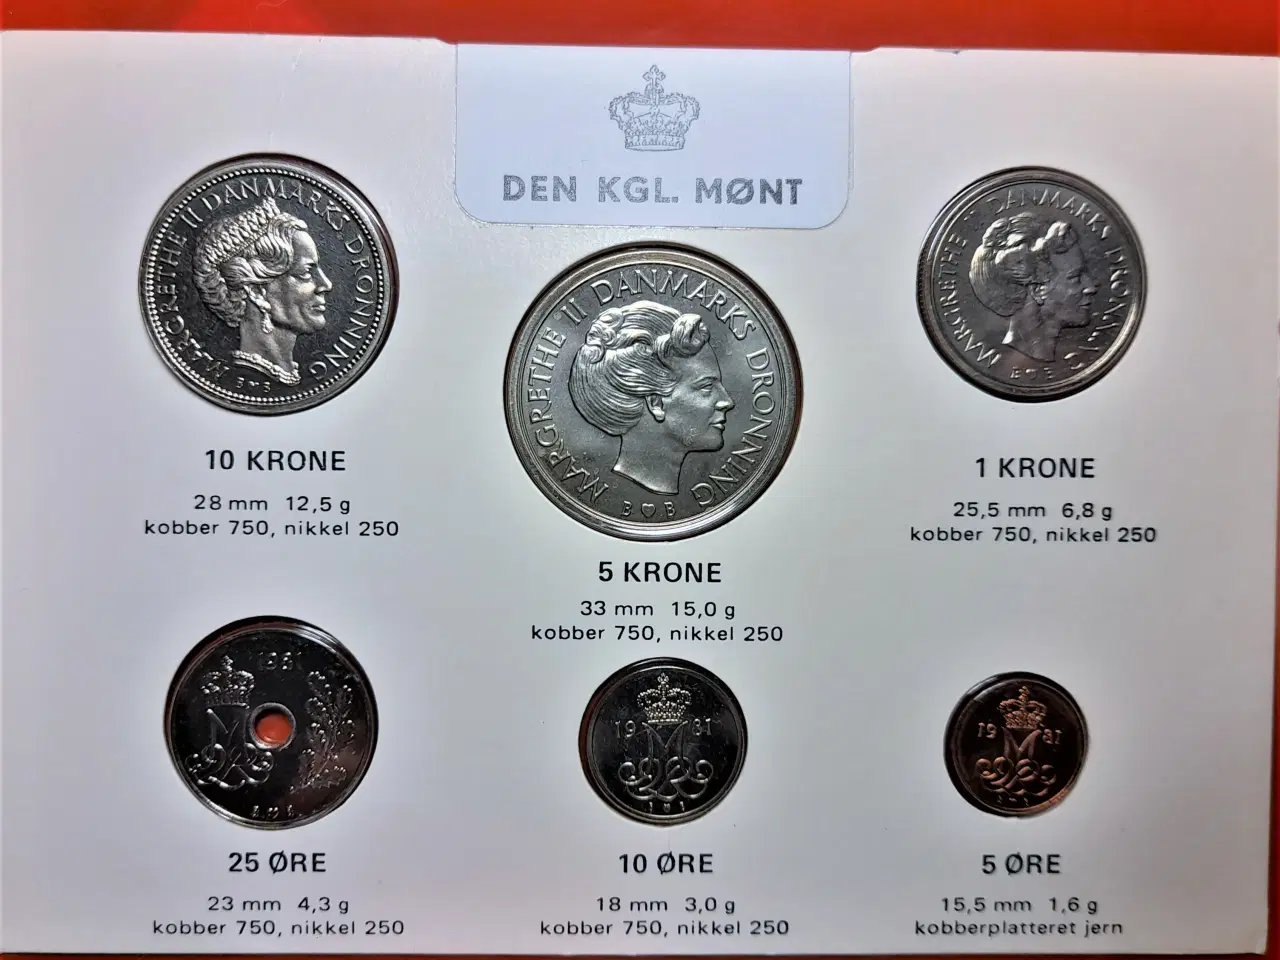 DEN KGL. MØNT
MARGRETHE II DANMARKS DRONNING
B ♥ B
10 KRONE
28 mm 12,5 g
kobber 750, nikkel 250
MARGRETHE II DANMARKS DRONNING
B ♥ B
5 KRONE
33 mm 15,0 g
kobber 750, nikkel 250
MARGRETHE II DANMARKS DRONNING
B ♥ B
1 KRONE
25,5 mm 6,8 g
kobber 750, nikkel 250
1981
25 ØRE
23 mm 4,3 g
kobber 750, nikkel 250
1981
10 ØRE
18 mm 3,0 g
kobber 750, nikkel 250
1981
5 ØRE
15,5 mm 1,6 g
kobberplatteret jern